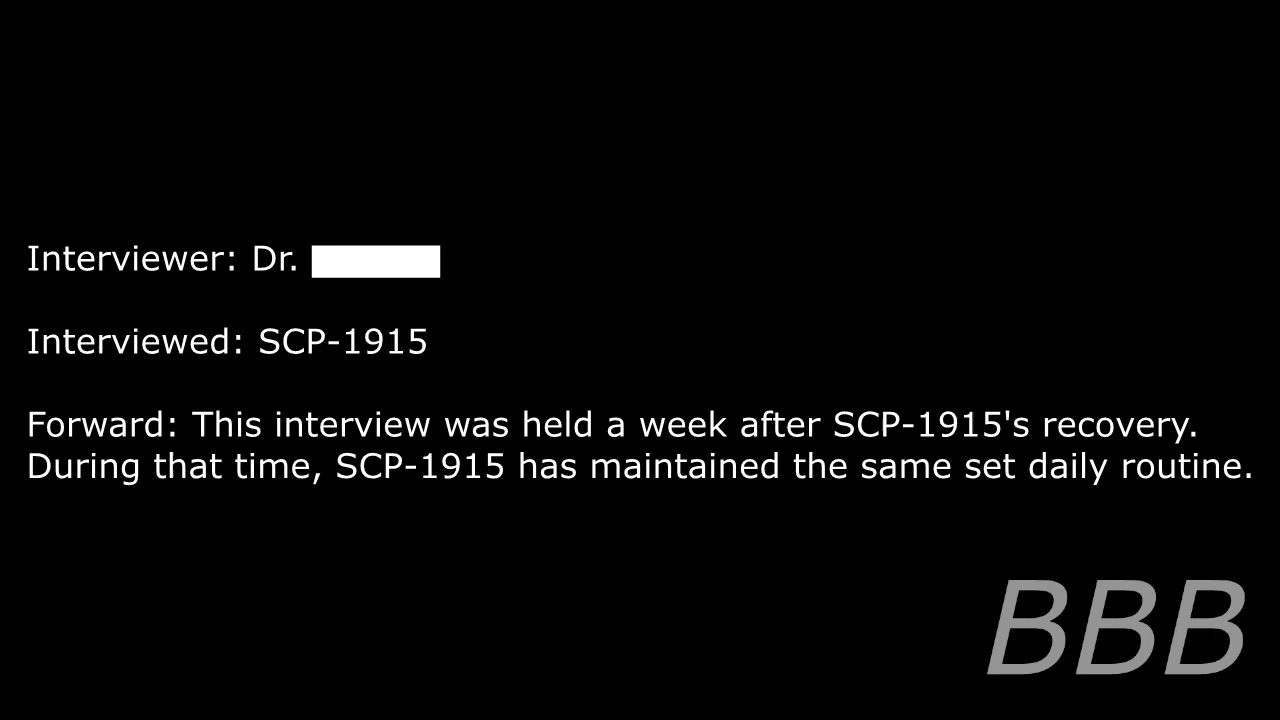 Interviewer: Dr.
Interviewed: SCP-1915
Forward: This interview was held a week after SCP-1915's recovery.
During that time, SCP-1915 has maintained the same set daily routine.
BBB